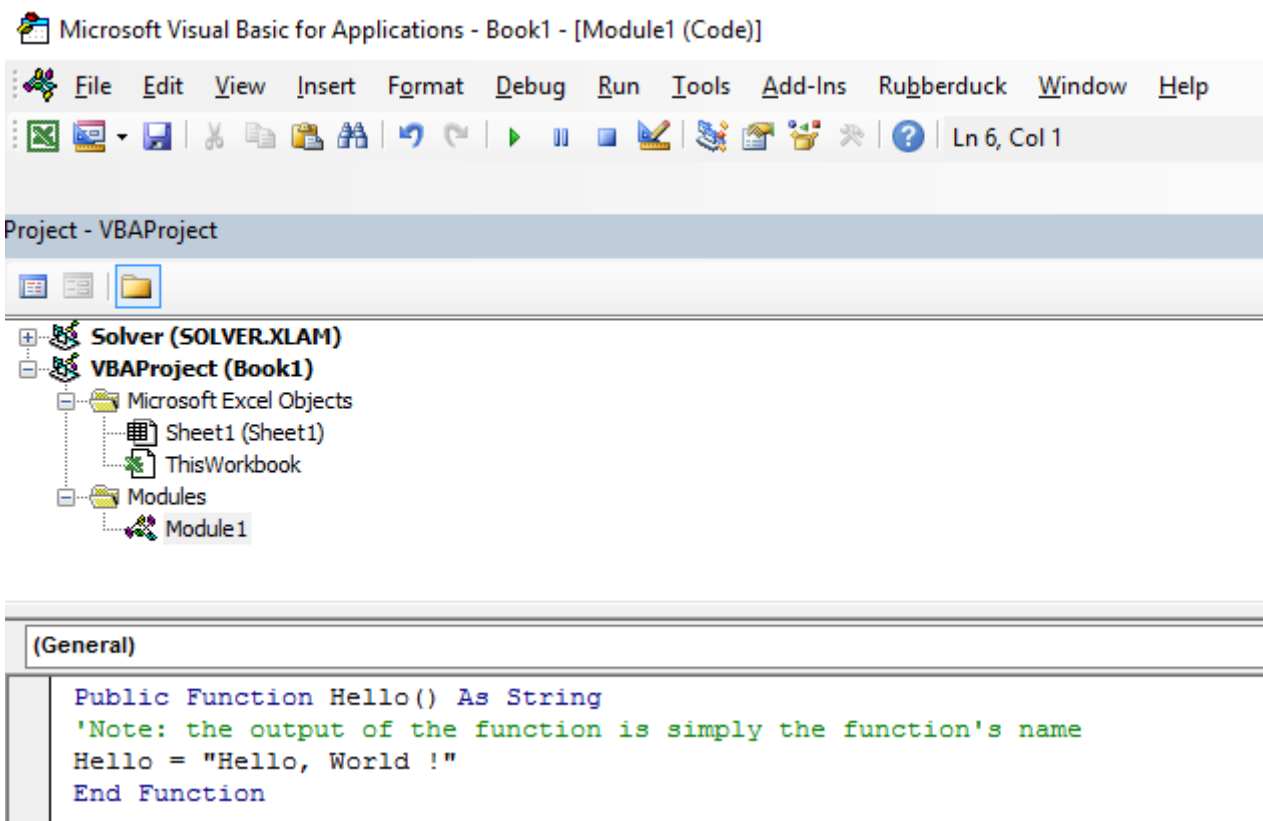 Microsoft Visual Basic for Applications - Book1 - [Module1 (Code)]
File Edit View Insert Format Debug Run Tools Add-Ins Rubberduck Window Help
Ln 6, Col 1
Project - VBAProject
Solver (SOLVER.XLAM)
VBAProject (Book1)
Microsoft Excel Objects
Sheet1 (Sheet1)
ThisWorkbook
Modules
Module1
(General)
Public Function Hello() As String
'Note: the output of the function is simply the function's name
Hello = "Hello, World !"
End Function